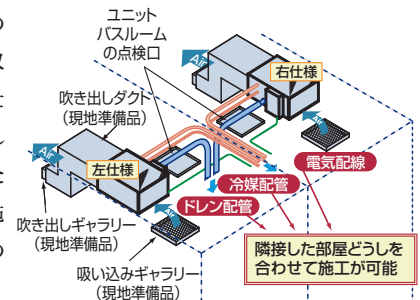 ユニット
バスルーム
の点検口
Air
右仕様
吹き出しダクト
(現地準備品)
Air
Air
左仕様
電気配線
冷媒配管
ドレン配管
Air
吹き出しギャラリー
(現地準備品)
吸い込みギャラリー
(現地準備品)
隣接した部屋どうしを
合わせて施工が可能